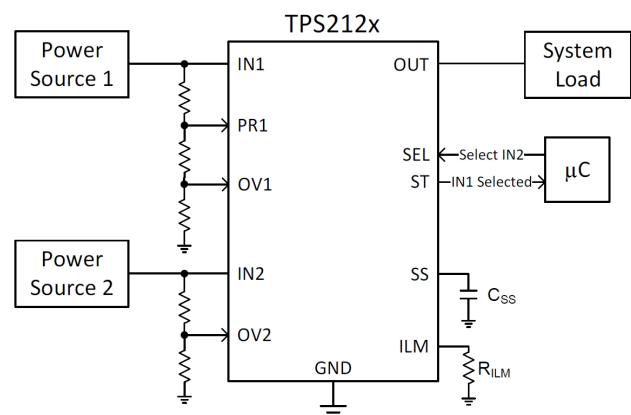 TPS212x
Power
Source 1
IN1
OUT
System
Load
PR1
SEL
Select IN2
µC
OV1
ST
IN1 Selected
Power
Source 2
IN2
SS
CSS
OV2
ILM
RILM
GND